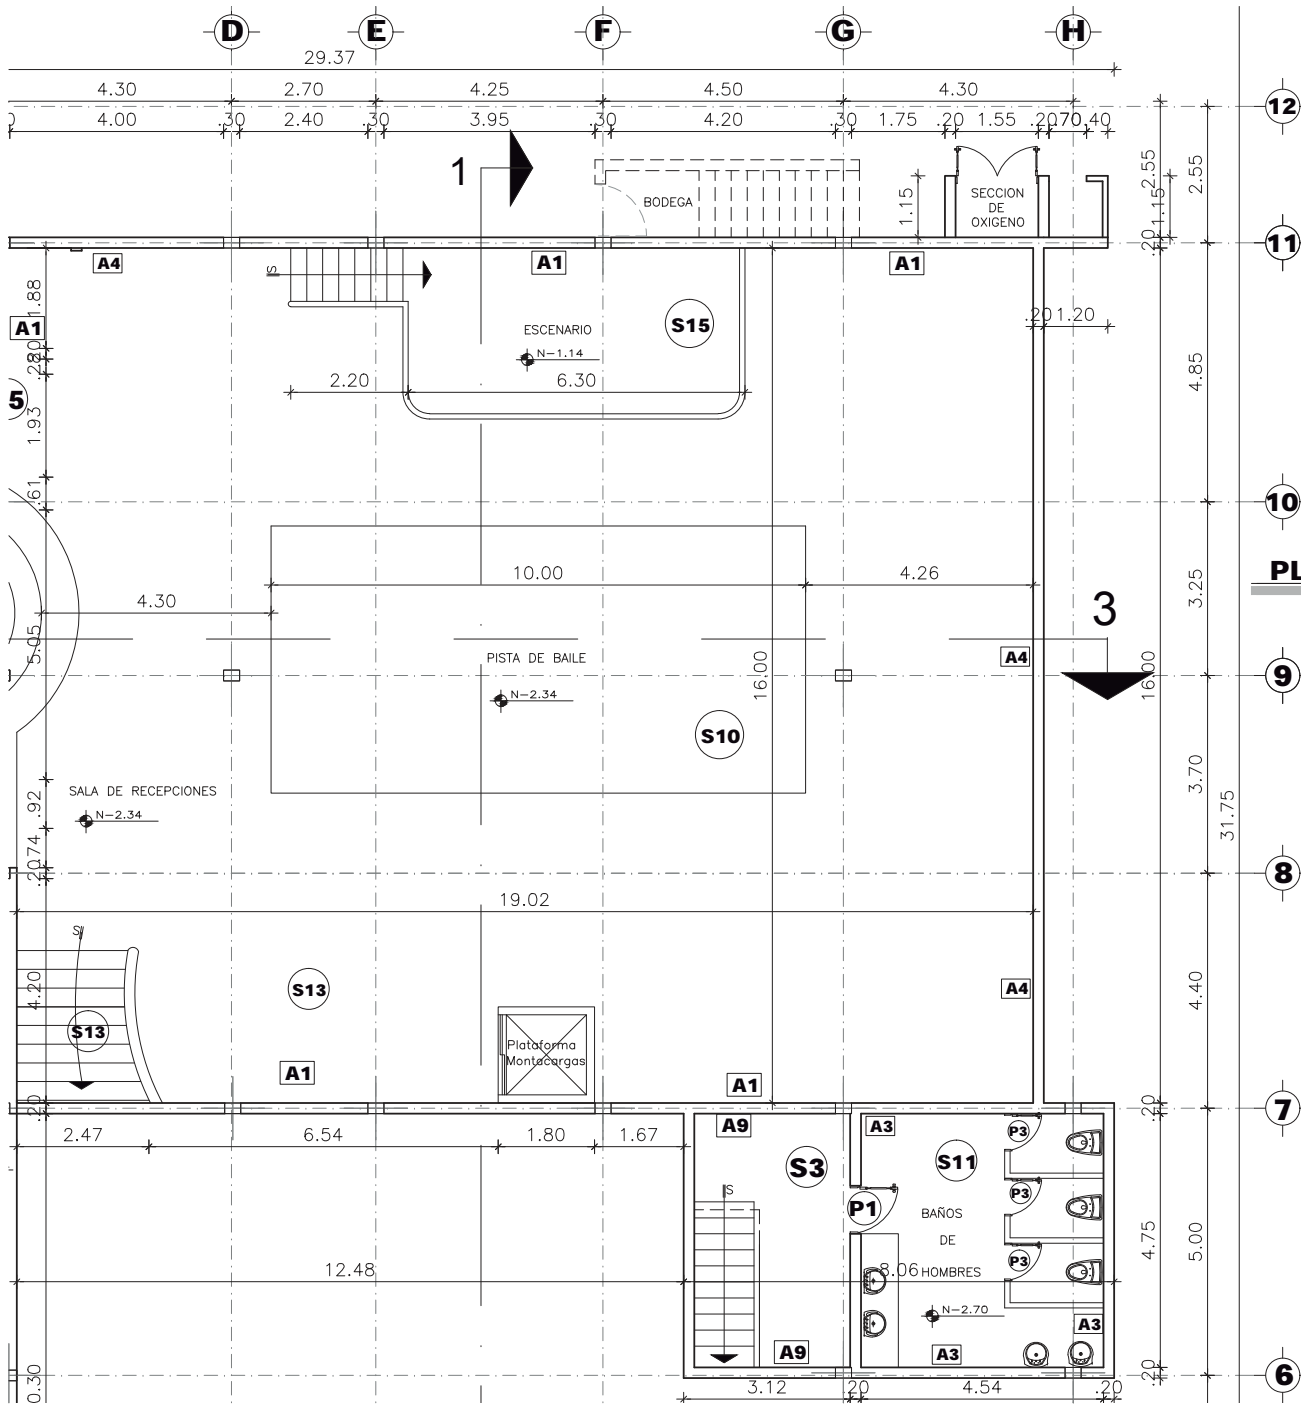 D E F G H
29.37
4.30 2.70 4.25 4.50 4.30
12
4.00 .30 2.40 .30 3.95 .30 4.20 .30 1.75 .20 1.55 .20 .70 .40
1
BODEGA
SECCION
DE
OXIGENO
1.15
1.15
2.55
2.55
.20
11
A4
A1
A1
1.88
A1
S15
ESCENARIO
N-1.14
.20 1.20
.20
.28
2.20
6.30
4.85
5
1.93
.61
10
10.00
4.26
4.30
3.25
PL
3
5.05
PISTA DE BAILE
N-2.34
16.00
A4
16.00
9
S10
SALA DE RECEPCIONES
N-2.34
.92
3.70
31.75
.74
.20
8
19.02
S
4.20
S13
S13
A4
4.40
Plataforma
Montacargas
A1
A1
.20
.20
7
2.47 6.54 1.80 1.67
A9
A3
P3
S3
S11
S
P3
P1
BAÑOS
DE
HOMBRES
P3
4.75
5.00
12.48
8.06
N-2.70
A3
A9
A3
0.30
.20
6
3.12 .20 4.54 .20